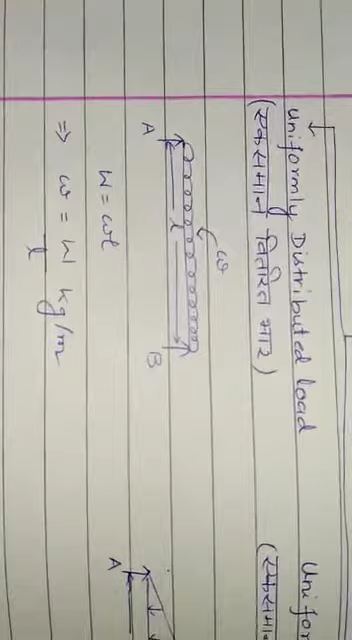 Uniformly Distributed load
(एकसमान वितरित भार)
w
A l B
W = wl
⇒ w = W/l kg/m
Unifor
(एकसमा
A